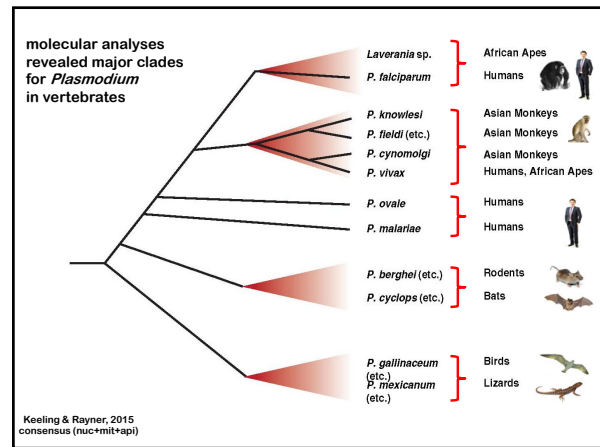 molecular analyses
revealed major clades
for Plasmodium
in vertebrates
Laverania sp.
African Apes
P. falciparum
Humans
P. knowlesi
Asian Monkeys
P. fieldi (etc.)
Asian Monkeys
P. cynomolgi
Asian Monkeys
P. vivax
Humans, African Apes
P. ovale
Humans
P. malariae
Humans
P. berghei (etc.)
Rodents
P. cyclops (etc.)
Bats
P. gallinaceum
(etc.)
Birds
P. mexicanum
(etc.)
Lizards
Keeling & Rayner, 2015
consensus (nuc+mit+api)